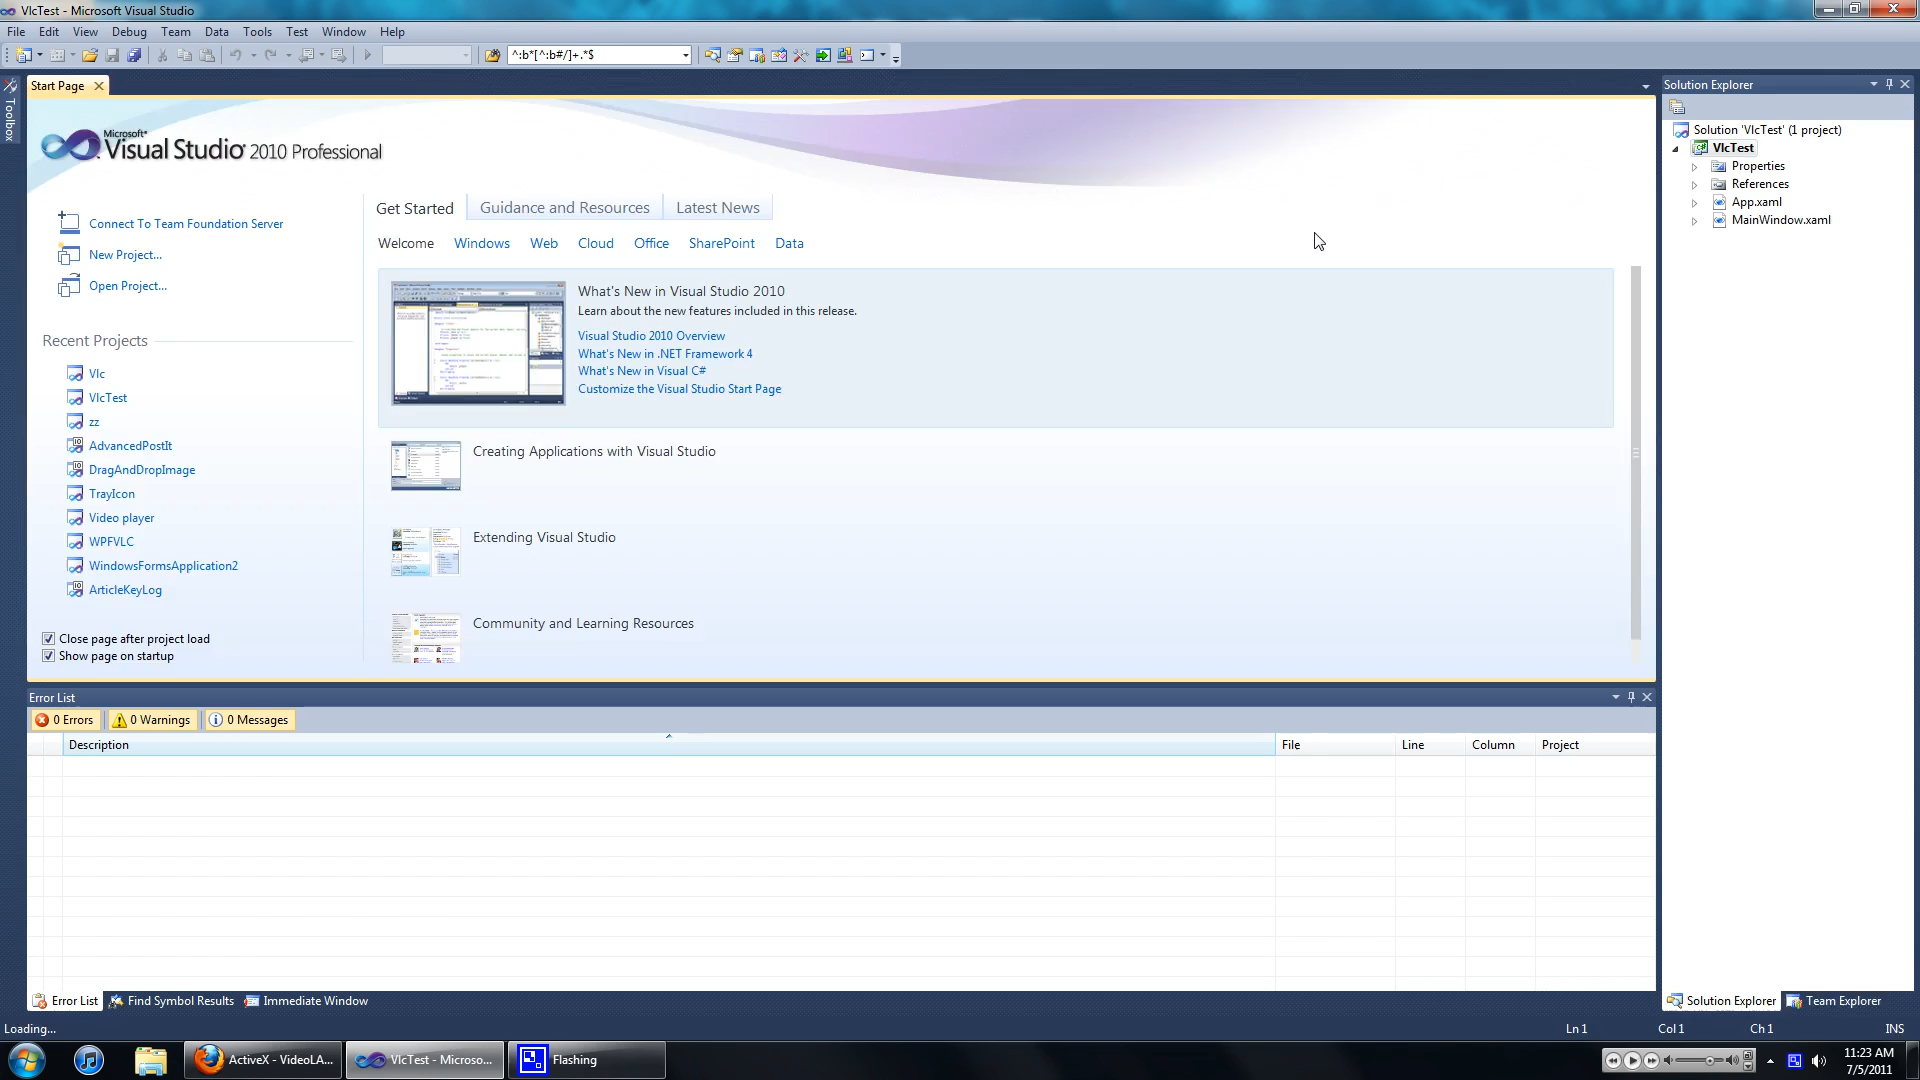 VlcTest - Microsoft Visual Studio
File Edit View Debug Team Data Tools Test Window Help
^:b*[^:b#/]+.*$
Toolbox
Start Page
Microsoft®
Visual Studio® 2010 Professional
Connect To Team Foundation Server
New Project...
Open Project...
Recent Projects
Vlc
VlcTest
zz
AdvancedPostIt
DragAndDropImage
TrayIcon
Video player
WPFVLC
WindowsFormsApplication2
ArticleKeyLog
Close page after project load
Show page on startup
Get Started Guidance and Resources Latest News
Welcome Windows Web Cloud Office SharePoint Data
What's New in Visual Studio 2010
Learn about the new features included in this release.
Visual Studio 2010 Overview
What's New in .NET Framework 4
What's New in Visual C#
Customize the Visual Studio Start Page
Creating Applications with Visual Studio
Extending Visual Studio
Community and Learning Resources
Solution Explorer
Solution 'VlcTest' (1 project)
VlcTest
Properties
References
App.xaml
MainWindow.xaml
Error List
0 Errors 0 Warnings 0 Messages
Description File Line Column Project
Error List Find Symbol Results Immediate Window
Solution Explorer Team Explorer
Loading... Ln 1 Col 1 Ch 1 INS
ActiveX - VideoLA... VlcTest - Microso... Flashing
11:23 AM
7/5/2011